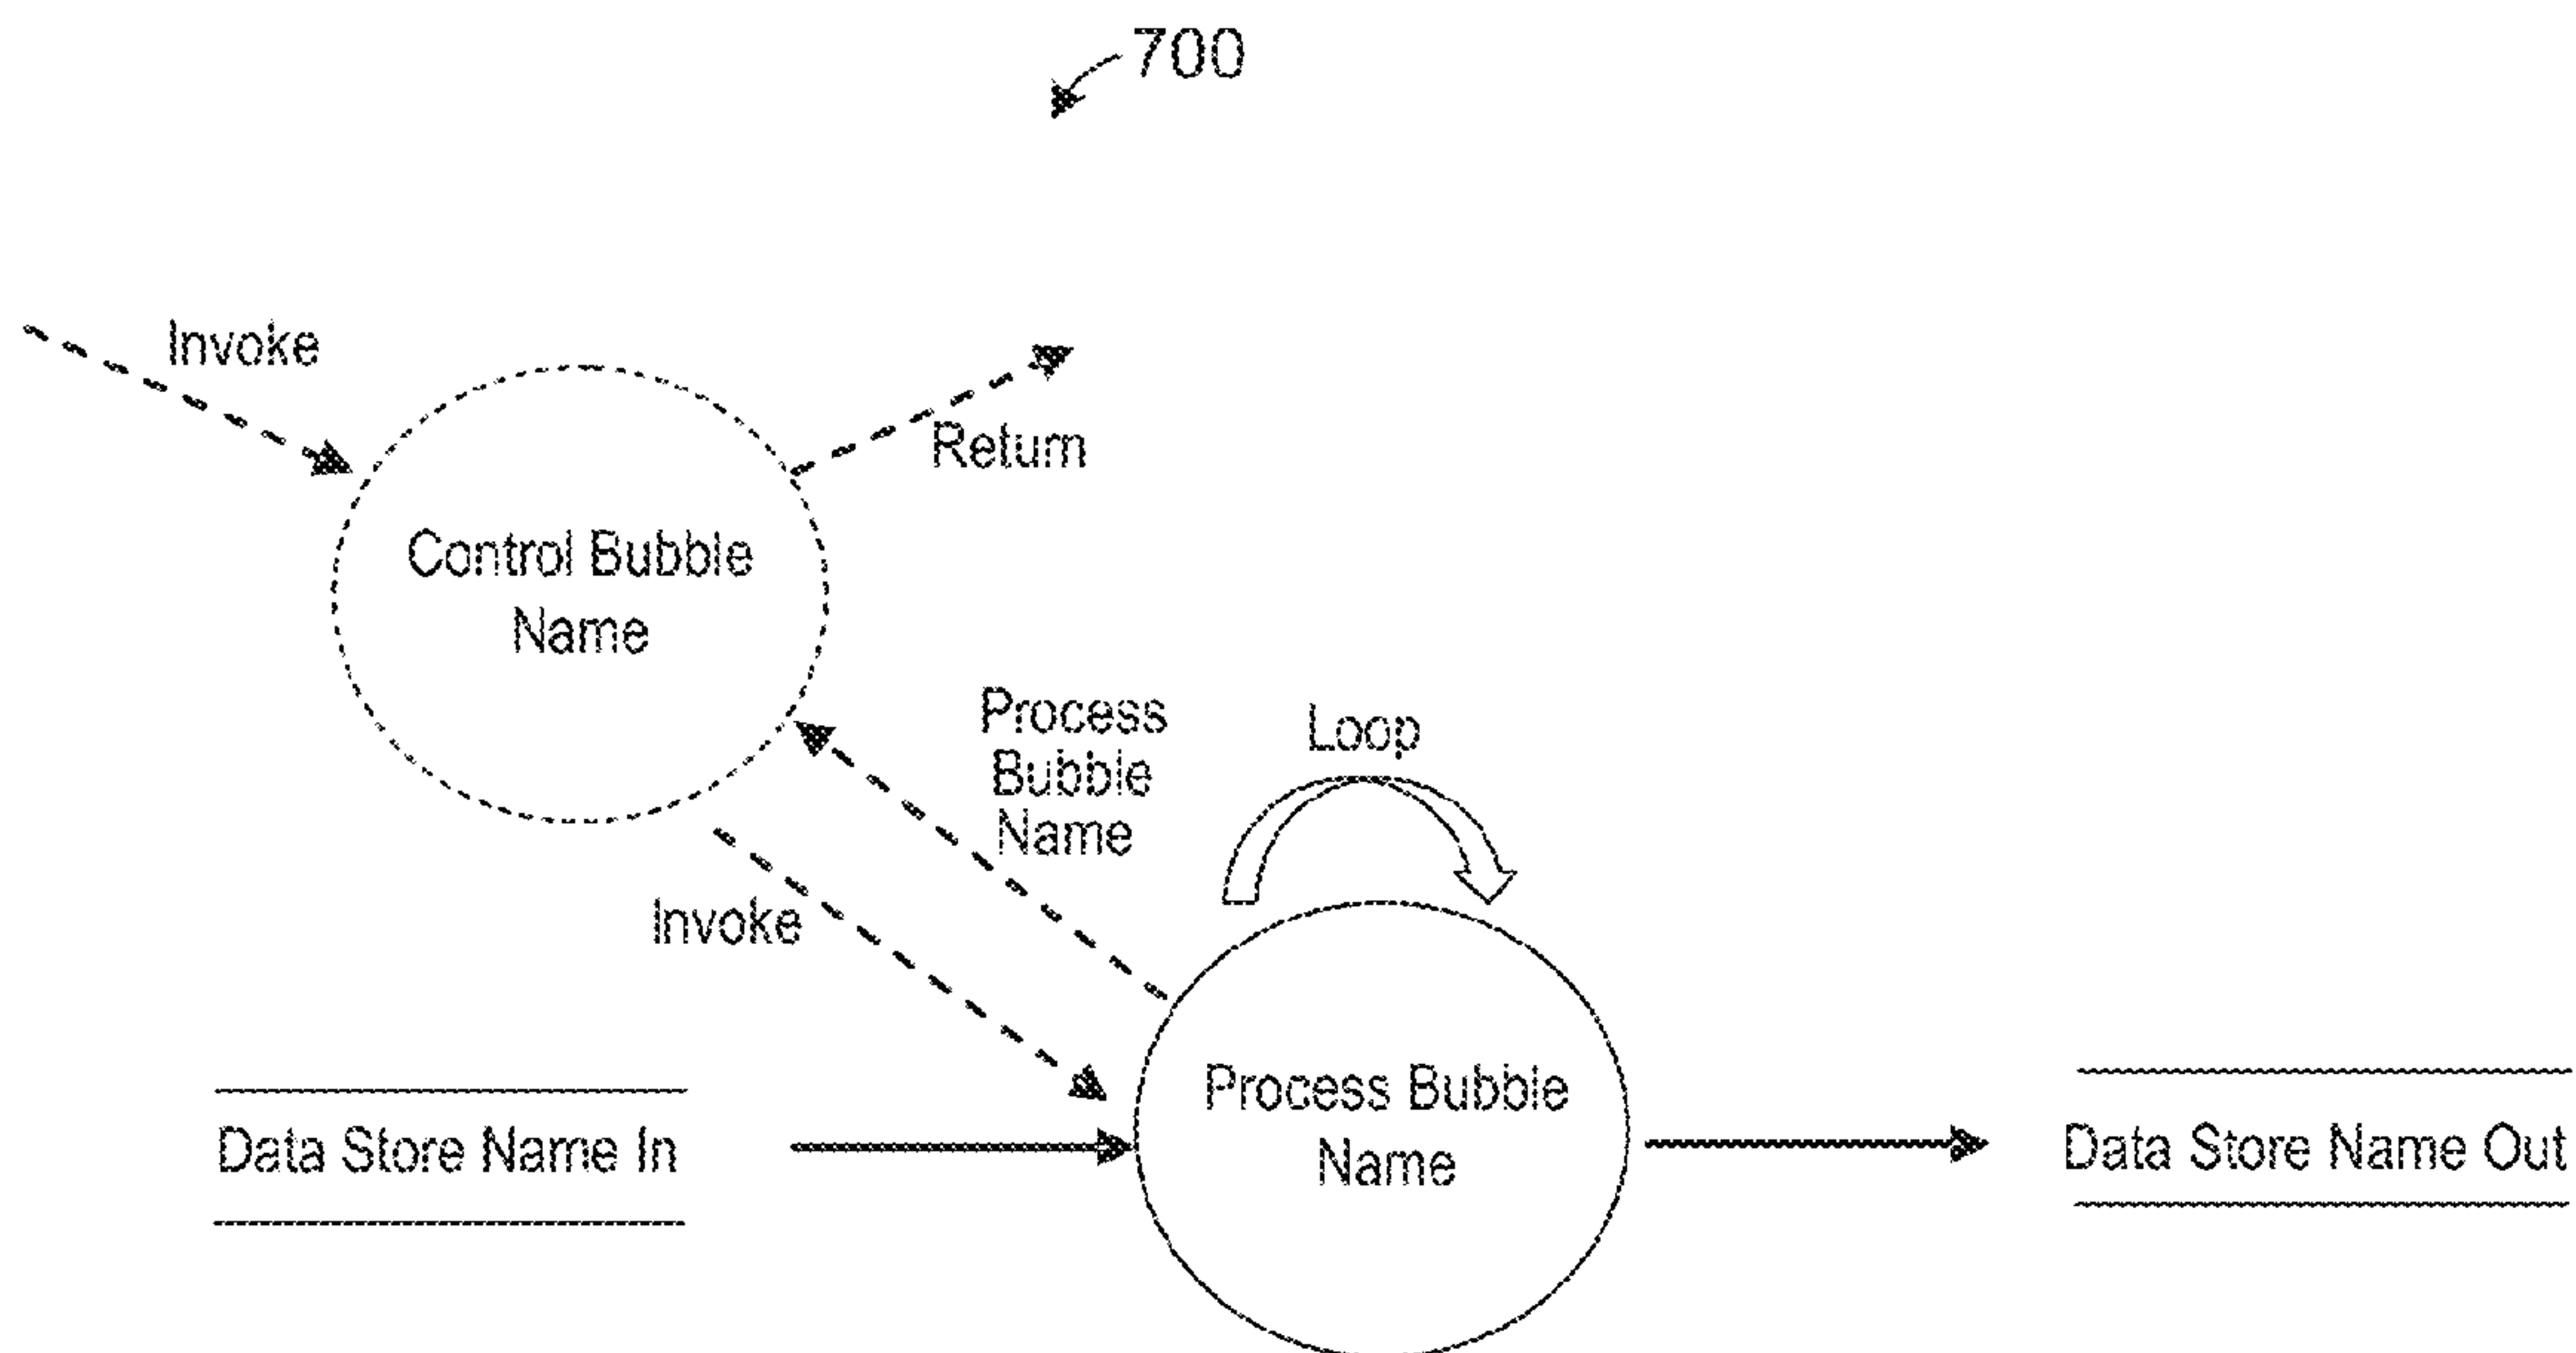 700
Invoke
Return
Control Bubble
Name
Process
Bubble
Name
Loop
Invoke
Process Bubble
Name
Data Store Name In
Data Store Name Out